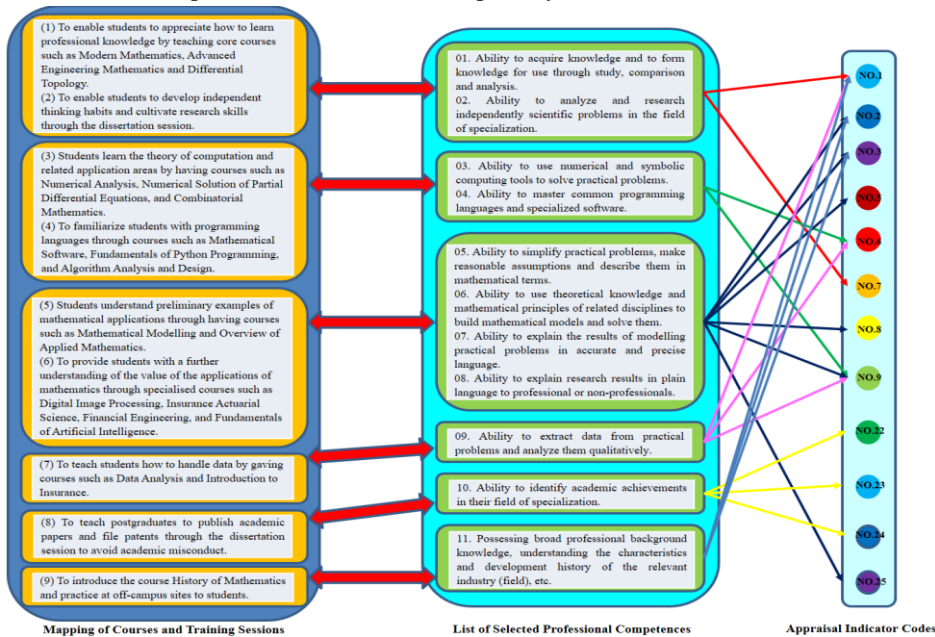 (1) To enable students to appreciate how to learn
professional knowledge by teaching core courses
such as Modern Mathematics, Advanced
Engineering Mathematics and Differential
Topology.
(2) To enable students to develop independent
thinking habits and cultivate research skills
through the dissertation session.
(3) Students learn the theory of computation and
related application areas by having courses such as
Numerical Analysis, Numerical Solution of Partial
Differential Equations, and Combinatorial
Mathematics.
(4) To familiarize students with programming
languages through courses such as Mathematical
Software, Fundamentals of Python Programming,
and Algorithm Analysis and Design.
(5) Students understand preliminary examples of
mathematical applications through having courses
such as Mathematical Modelling and Overview of
Applied Mathematics.
(6) To provide students with a further
understanding of the value of the applications of
mathematics through specialised courses such as
Digital Image Processing, Insurance Actuarial
Science, Financial Engineering, and Fundamentals
of Artificial Intelligence.
(7) To teach students how to handle data by gaving
courses such as Data Analysis and Introduction to
Insurance.
(8) To teach postgraduates to publish academic
papers and file patents through the dissertation
session to avoid academic misconduct.
(9) To introduce the course History of Mathematics
and practice at off-campus sites to students.
Mapping of Courses and Training Sessions
01. Ability to acquire knowledge and to form
knowledge for use through study, comparison
and analysis.
02. Ability to analyze and research
independently scientific problems in the field
of specialization.
03. Ability to use numerical and symbolic
computing tools to solve practical problems.
04. Ability to master common programming
languages and specialized software.
05. Ability to simplify practical problems, make
reasonable assumptions and describe them in
mathematical terms.
06. Ability to use theoretical knowledge and
mathematical principles of related disciplines to
build mathematical models and solve them.
07. Ability to explain the results of modelling
practical problems in accurate and precise
language.
08. Ability to explain research results in plain
language to professional or non-professionals.
09. Ability to extract data from practical
problems and analyze them qualitatively.
10. Ability to identify academic achievements
in their field of specialization.
11. Possessing broad professional background
knowledge, understanding the characteristics
and development history of the relevant
industry (field), etc.
List of Selected Professional Competences
NO.1
NO.2
NO.3
NO.5
NO.6
NO.7
NO.8
NO.9
NO.22
NO.23
NO.24
NO.25
Appraisal Indicator Codes